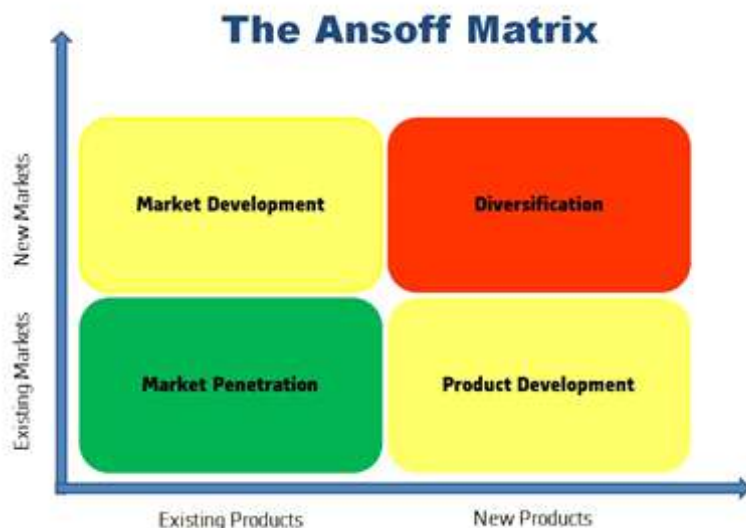 The Ansoff Matrix
New Markets
Market Development
Diversification
Existing Markets
Market Penetration
Product Development
Existing Products
New Products